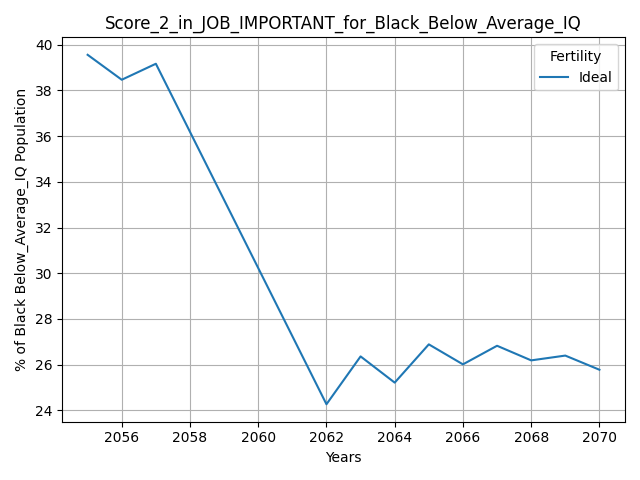 Score_2_in_JOB_IMPORTANT_for_Black_Below_Average_IQ
% of Black Below_Average_IQ Population
40
38
36
34
32
30
28
26
24
Fertility
Ideal
2056 2058 2060 2062 2064 2066 2068 2070
Years